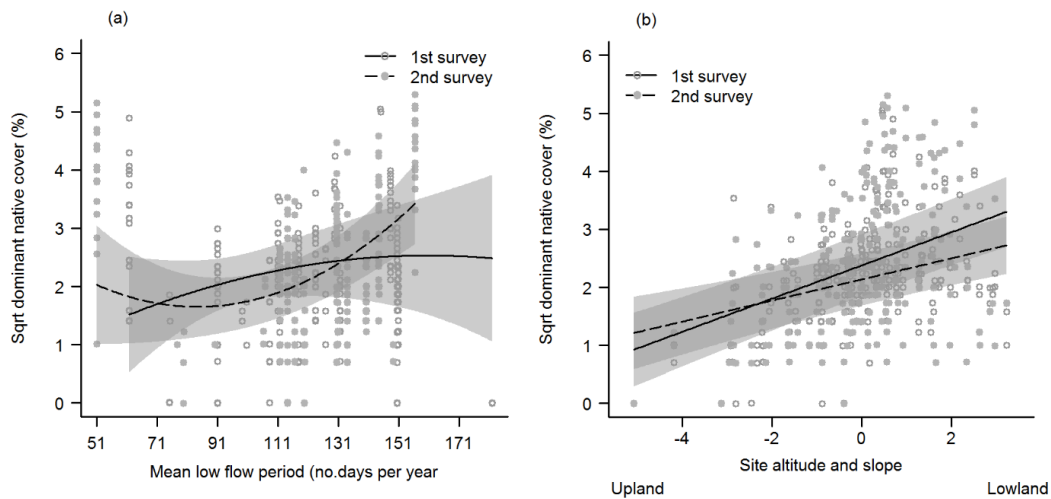 (a)
Sqrt dominant native cover (%)
6
5
4
3
2
1
0
1st survey
2nd survey
51 71 91 111 131 151 171
Mean low flow period (no.days per year
(b)
Sqrt dominant native cover (%)
6
5
4
3
2
1
0
1st survey
2nd survey
-4 -2 0 2
Site altitude and slope
Upland Lowland